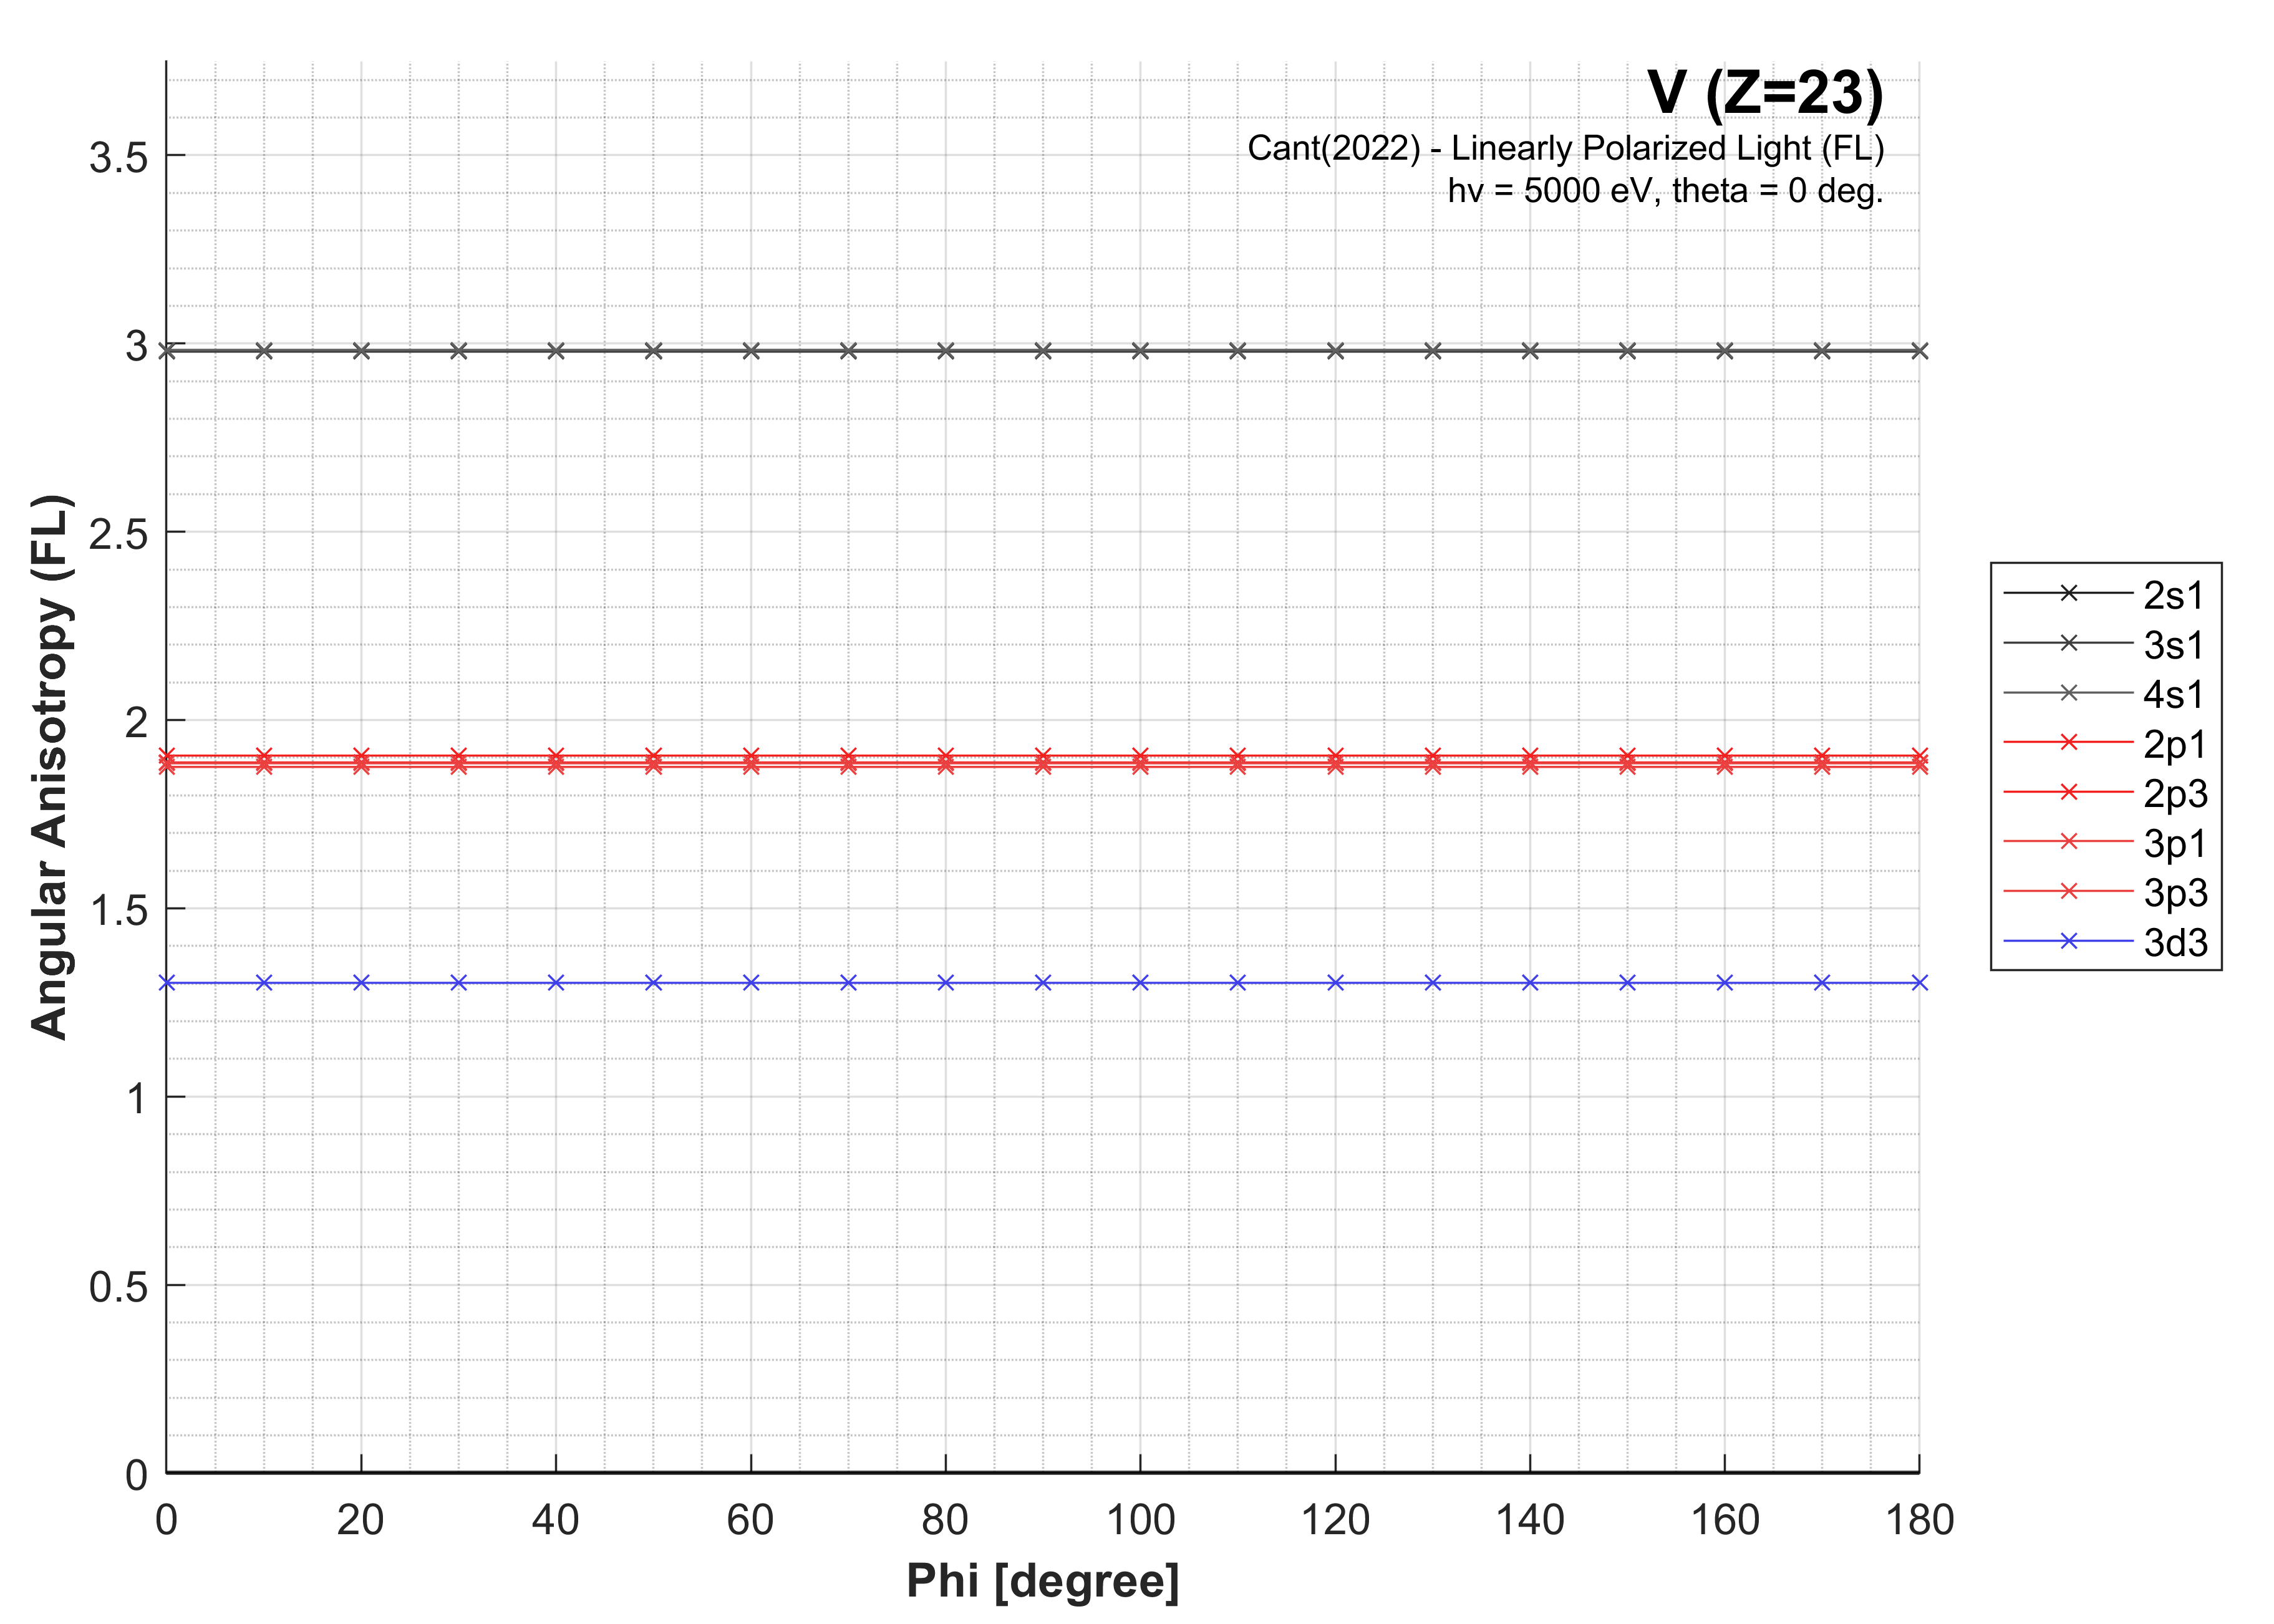 V (Z=23)
Cant(2022) - Linearly Polarized Light (FL)
hv = 5000 eV, theta = 0 deg.
Angular Anisotropy (FL)
3.5
3
2.5
2
1.5
1
0.5
0
0 20 40 60 80 100 120 140 160 180
Phi [degree]
2s1
3s1
4s1
2p1
2p3
3p1
3p3
3d3